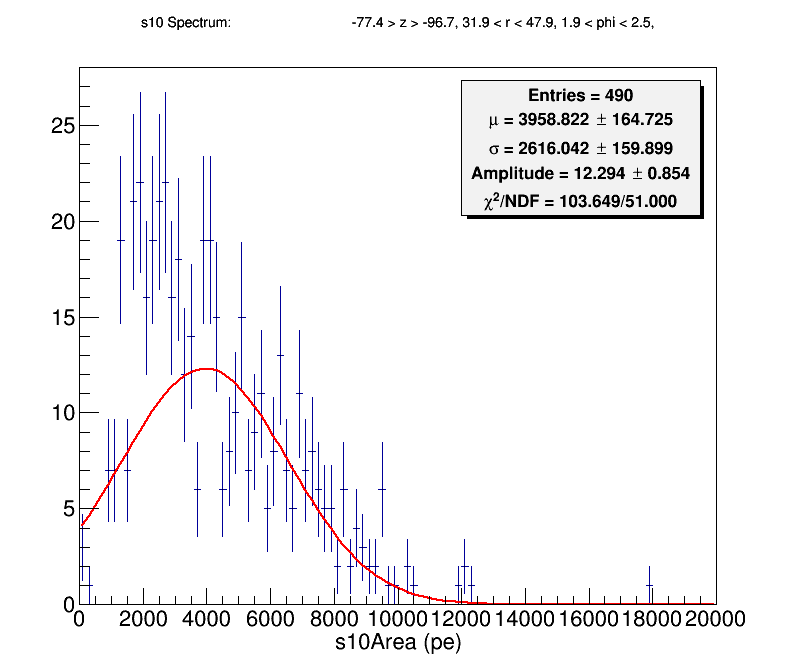 s10 Spectrum: -77.4 > z > -96.7, 31.9 < r < 47.9, 1.9 < phi < 2.5,
Entries = 490
μ = 3958.822 ± 164.725
σ = 2616.042 ± 159.899
Amplitude = 12.294 ± 0.854
χ²/NDF = 103.649/51.000
25
20
15
10
5
0
0 2000 4000 6000 8000 10000 12000 14000 16000 18000 20000
s10Area (pe)